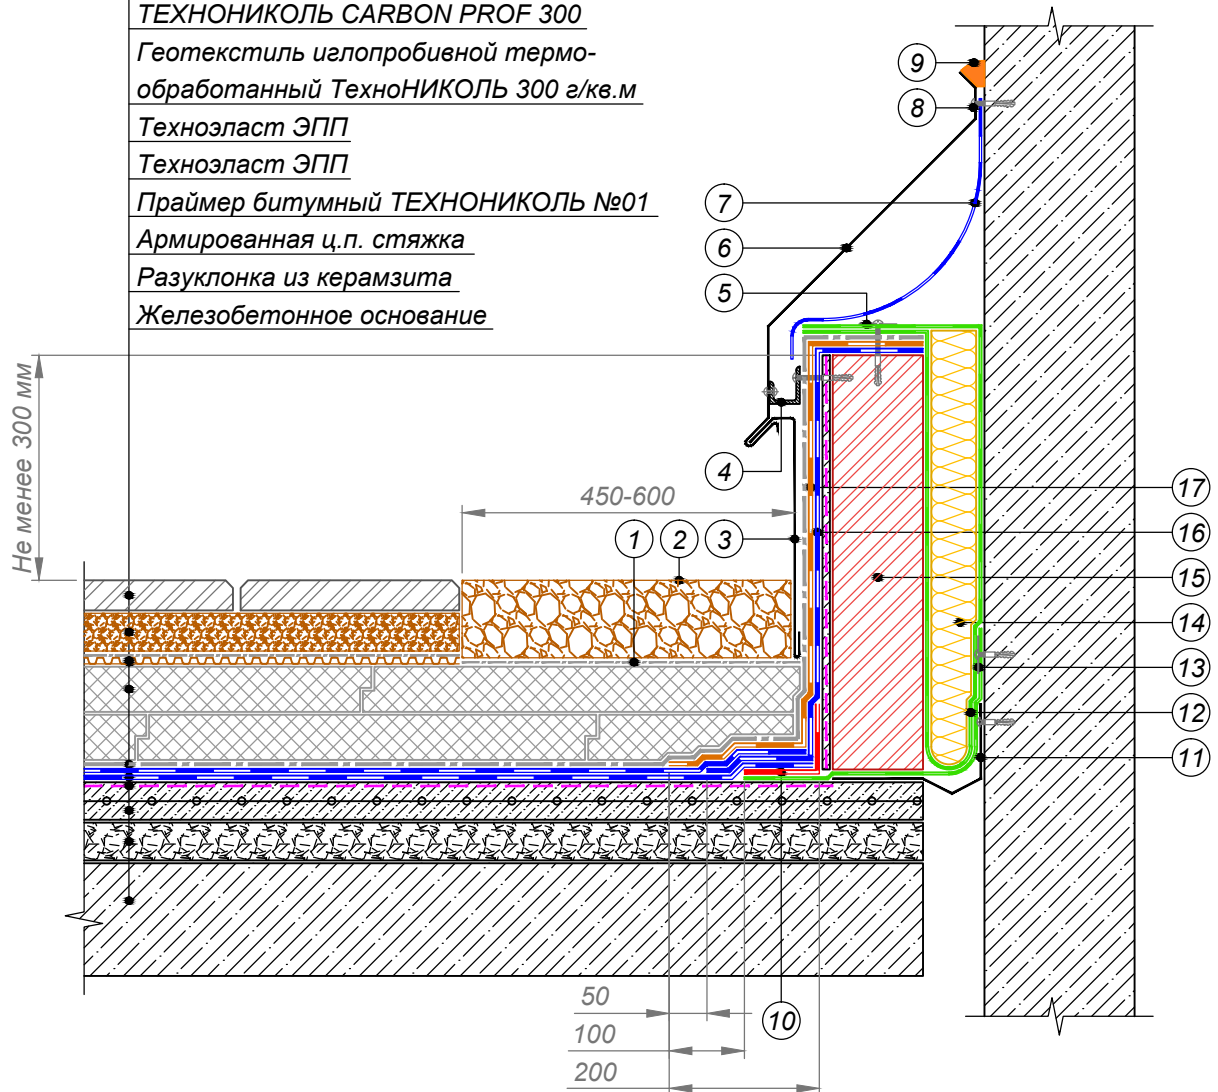 ТЕХНОНИКОЛЬ CARBON PROF 300
Геотекстиль иглопробивной термо-
обработанный ТехноНИКОЛЬ 300 г/кв.м
Техноэласт ЭПП
Техноэласт ЭПП
Праймер битумный ТЕХНОНИКОЛЬ №01
Армированная ц.п. стяжка
Разуклонка из керамзита
Железобетонное основание
Не менее 300 мм
450-600
9
8
7
6
5
4
1
2
3
17
16
15
14
13
12
11
10
50
100
200